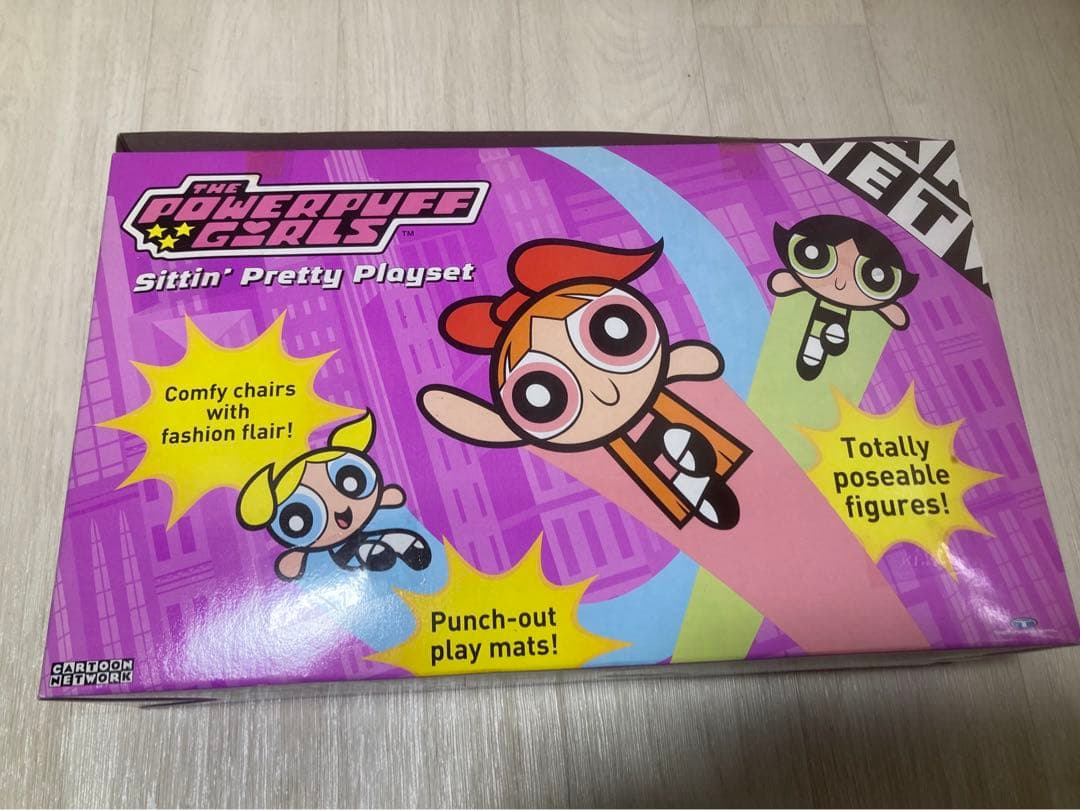 THE
POWERPUFF
GIRLS
TM
Sittin' Pretty Playset
Comfy chairs
with
fashion flair!
Totally
poseable
figures!
Punch-out
play mats!
CARTOON
NETWORK
ET